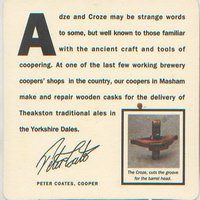 Adze and Croze may be strange words
to some, but well known to those familiar
with the ancient craft and tools of
coopering. At one of the last few working brewery
coopers' shops in the country, our coopers in Masham
make and repair wooden casks for the delivery of
Theakston traditional ales in
the Yorkshire Dales.
Peter Coates
PETER COATES, COOPER
The Croze, cuts the groove
for the barrel head.